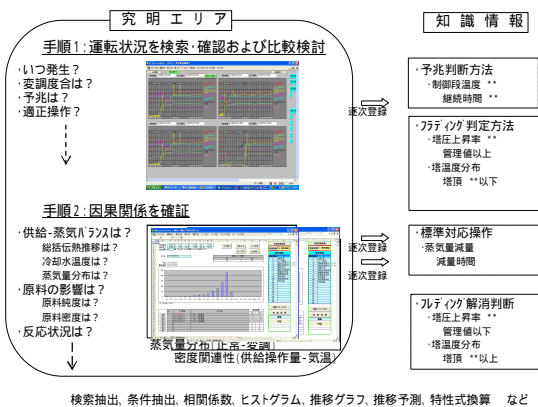 究明エリア
手順1：運転状況を検索・確認および比較検討
・いつ発生？
・変調度合は？
・予兆は？
・適正操作？
逐次登録
手順2：因果関係を確証
・供給-蒸気バランスは？
総括伝熱推移は？
冷却水温度は？
蒸気量分布は？
・原料の影響は？
原料純度は？
原料密度は？
・反応状況は？
蒸気量分布(正常-変調)
密度関連性(供給操作量-気温)
逐次登録
逐次登録
知識情報
・予兆判断方法
・制御段温度 **
継続時間 **
・フラディング判定方法
・塔圧上昇率 **
管理値以上
・塔温度分布
塔頂 **以下
・標準対応操作
・蒸気量減量
減量時間
・フルディング解消判断
・塔圧上昇率 **
管理値以下
・塔温度分布
塔頂 **以上
検索抽出、条件抽出、相関係数、ヒストグラム、推移グラフ、推移予測、特性式換算 など